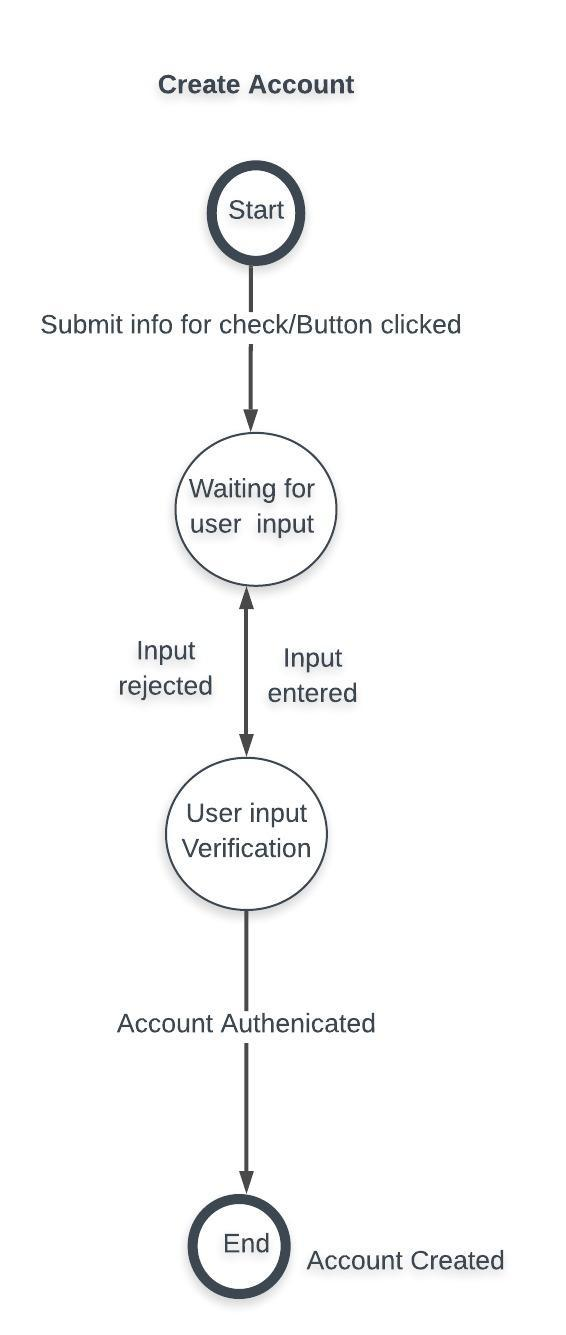 Create Account
Start
Submit info for check/Button clicked
Waiting for
user input
Input
rejected
Input
entered
User input
Verification
Account Authenicated
End
Account Created